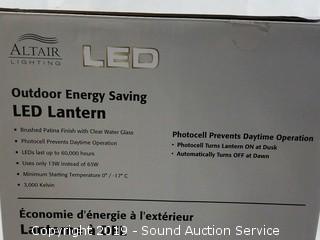 ALTAIR
LIGHTING
LED
Outdoor Energy Saving
LED Lantern
• Brushed Patina Finish with Clear Water Glass
• Photocell Prevents Daytime Operation
• LEDs last up to 60,000 hours
• Uses only 13W instead of 65W
• Minimum Starting Temperature 0° / -17° C
• 3,000 Kelvin
Photocell Prevents Daytime Operation
• Photocell Turns Lantern ON at Dusk
• Automatically Turns OFF at Dawn
Économie d'énergie à l'extérieur
Lanterne à DEL
Copyright 2019 - Sound Auction Service